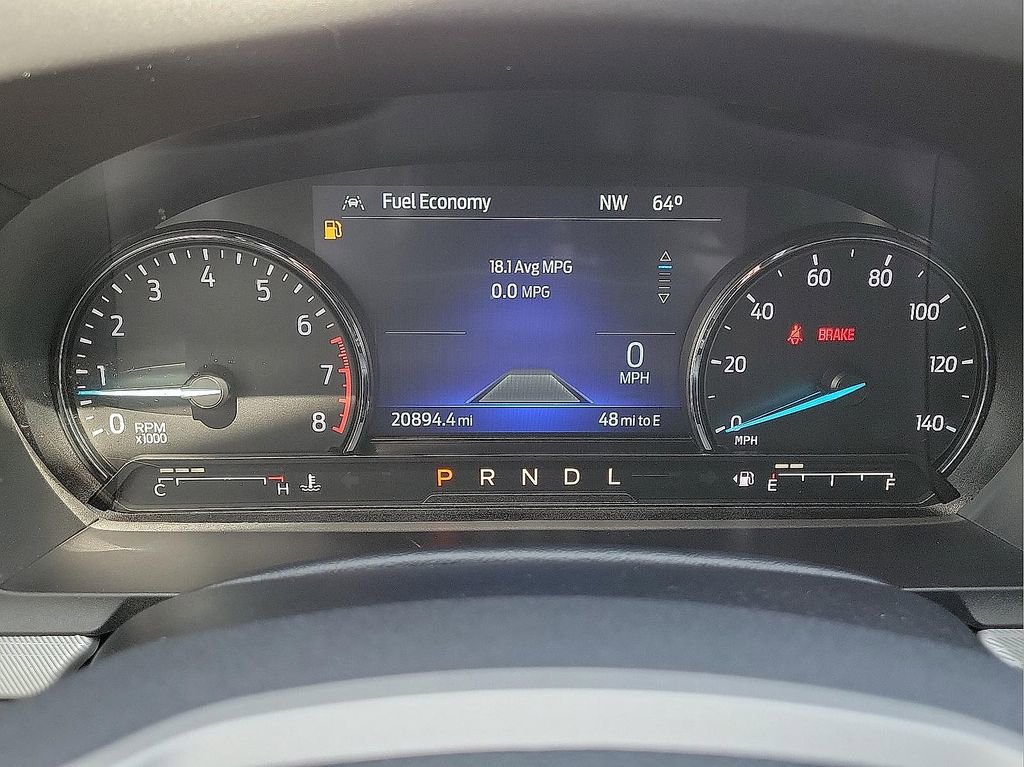 Fuel Economy NW 64º
18.1 Avg MPG
0.0 MPG
0
MPH
20894.4 mi 48 mi to E
0 1 2 3 4 5 6 7 8
RPM
x1000
0 20 40 60 80 100 120 140
MPH
BRAKE
C H
P R N D L
E F